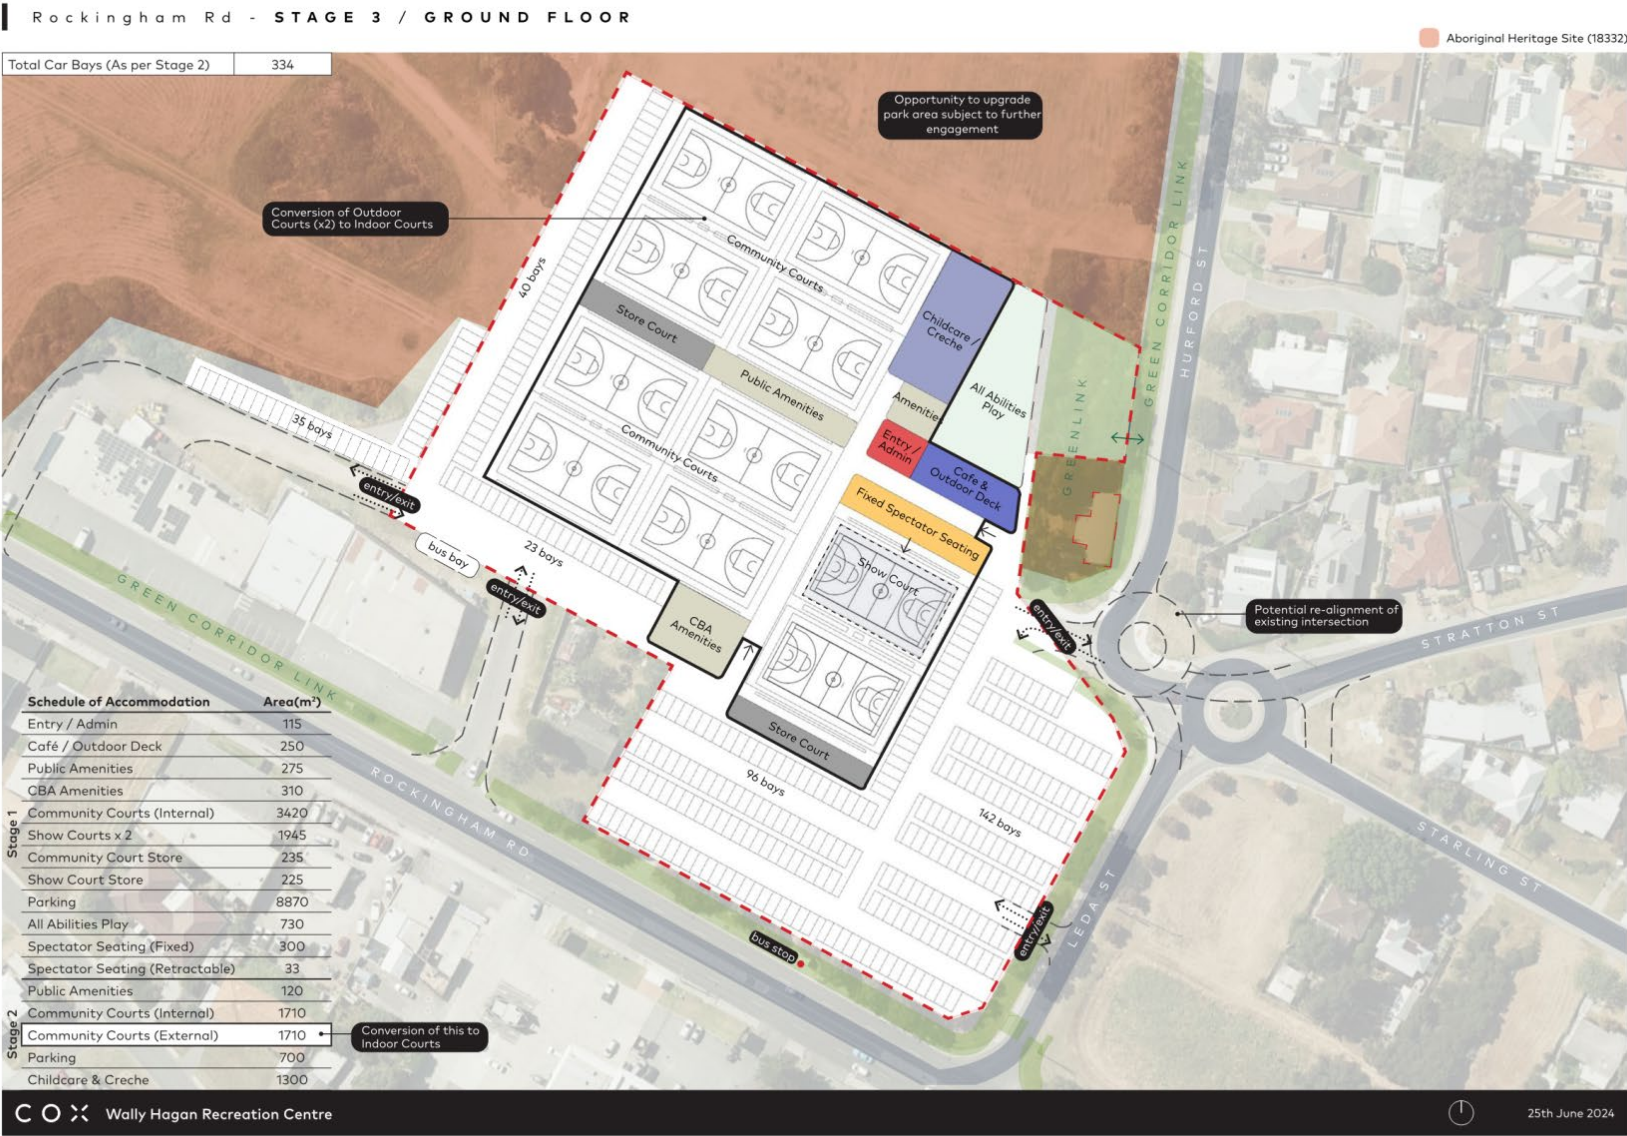 Rockingham Rd - STAGE 3 / GROUND FLOOR
Aboriginal Heritage Site (18332)
Total Car Bays (As per Stage 2) 334
Opportunity to upgrade
park area subject to further
engagement
Conversion of Outdoor
Courts (x2) to Indoor Courts
Community Courts
40 bays
Store Court
Public Amenities
Childcare /
Creche
All Abilities
Play
Amenities
Entry /
Admin
Cafe &
Outdoor Deck
GREENLINK
GREEN CORRIDOR LINK
HURFORD ST
35 bays
entry/exit
Community Courts
Fixed Spectator Seating
Show Court
bus bay
23 bays
entry/exit
CBA
Amenities
entry/exit
Potential re-alignment of
existing intersection
STRATTON ST
GREEN CORRIDOR LINK
Store Court
96 bays
142 bays
ROCKINGHAM RD
STARLING ST
LEDA ST
entry/exit
bus stop
Schedule of Accommodation Area(m²)
Stage 1
Entry / Admin 115
Café / Outdoor Deck 250
Public Amenities 275
CBA Amenities 310
Community Courts (Internal) 3420
Show Courts x 2 1945
Community Court Store 235
Show Court Store 225
Parking 8870
All Abilities Play 730
Spectator Seating (Fixed) 300
Spectator Seating (Retractable) 33
Stage 2
Public Amenities 120
Community Courts (Internal) 1710
Community Courts (External) 1710
Conversion of this to
Indoor Courts
Parking 700
Childcare & Creche 1300
COX Wally Hagan Recreation Centre
25th June 2024